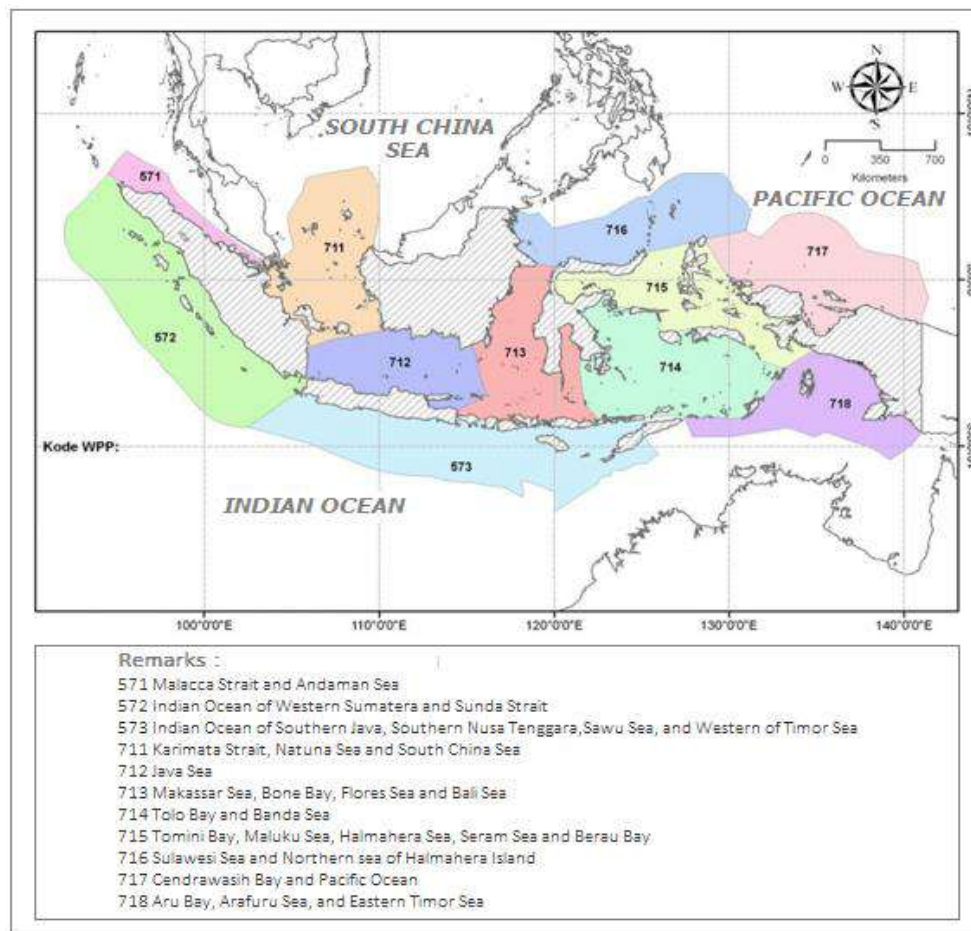 N
W E
S
SOUTH CHINA
SEA
0 350 700
Kilometers
PACIFIC OCEAN
571
711
716
717
715
572
712
713
714
718
Kode WPP:
573
INDIAN OCEAN
100°0'0"E 110°0'0"E 120°0'0"E 130°0'0"E 140°0'0"E
Remarks :
571 Malacca Strait and Andaman Sea
572 Indian Ocean of Western Sumatera and Sunda Strait
573 Indian Ocean of Southern Java, Southern Nusa Tenggara,Sawu Sea, and Western of Timor Sea
711 Karimata Strait, Natuna Sea and South China Sea
712 Java Sea
713 Makassar Sea, Bone Bay, Flores Sea and Bali Sea
714 Tolo Bay and Banda Sea
715 Tomini Bay, Maluku Sea, Halmahera Sea, Seram Sea and Berau Bay
716 Sulawesi Sea and Northern sea of Halmahera Island
717 Cendrawasih Bay and Pacific Ocean
718 Aru Bay, Arafuru Sea, and Eastern Timor Sea